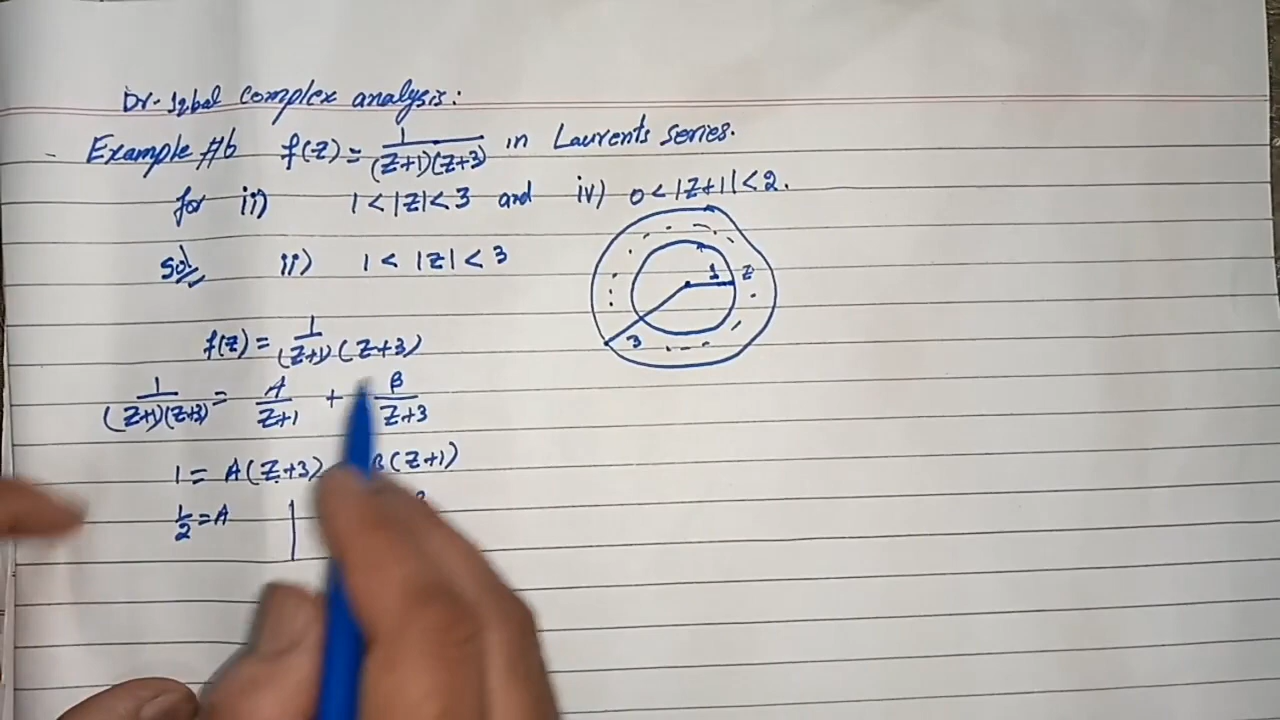 Dr. Iqbal complex analysis:
Example #6 f(z) = 1/(z+1)(z+3) in Laurents series.
for ii) 1 < |z| < 3 and iv) 0 < |z+1| < 2.
Sol ii) 1 < |z| < 3
1 z
3
f(z) = 1/(z+1)(z+3)
1/(z+1)(z+3) = A/z+1 + B/z+3
1 = A(z+3) B(z+1)
1/2 = A |